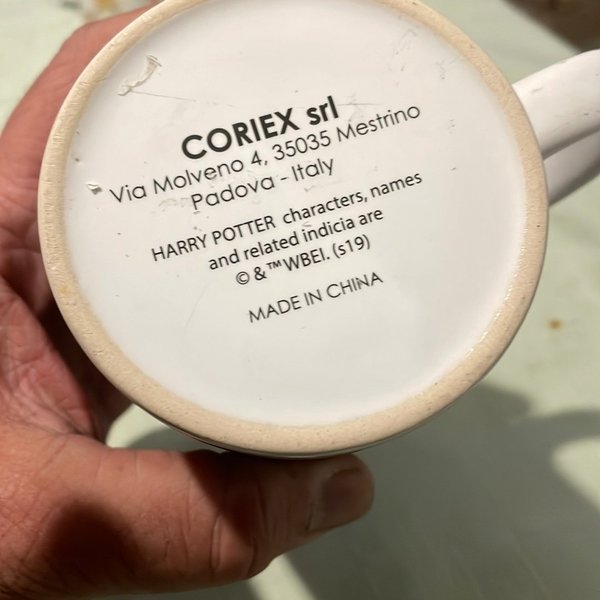 CORIEX srl
Via Molveno 4, 35035 Mestrino
Padova - Italy
HARRY POTTER characters, names
and related indicia are
© &™WBEI. (s19)
MADE IN CHINA